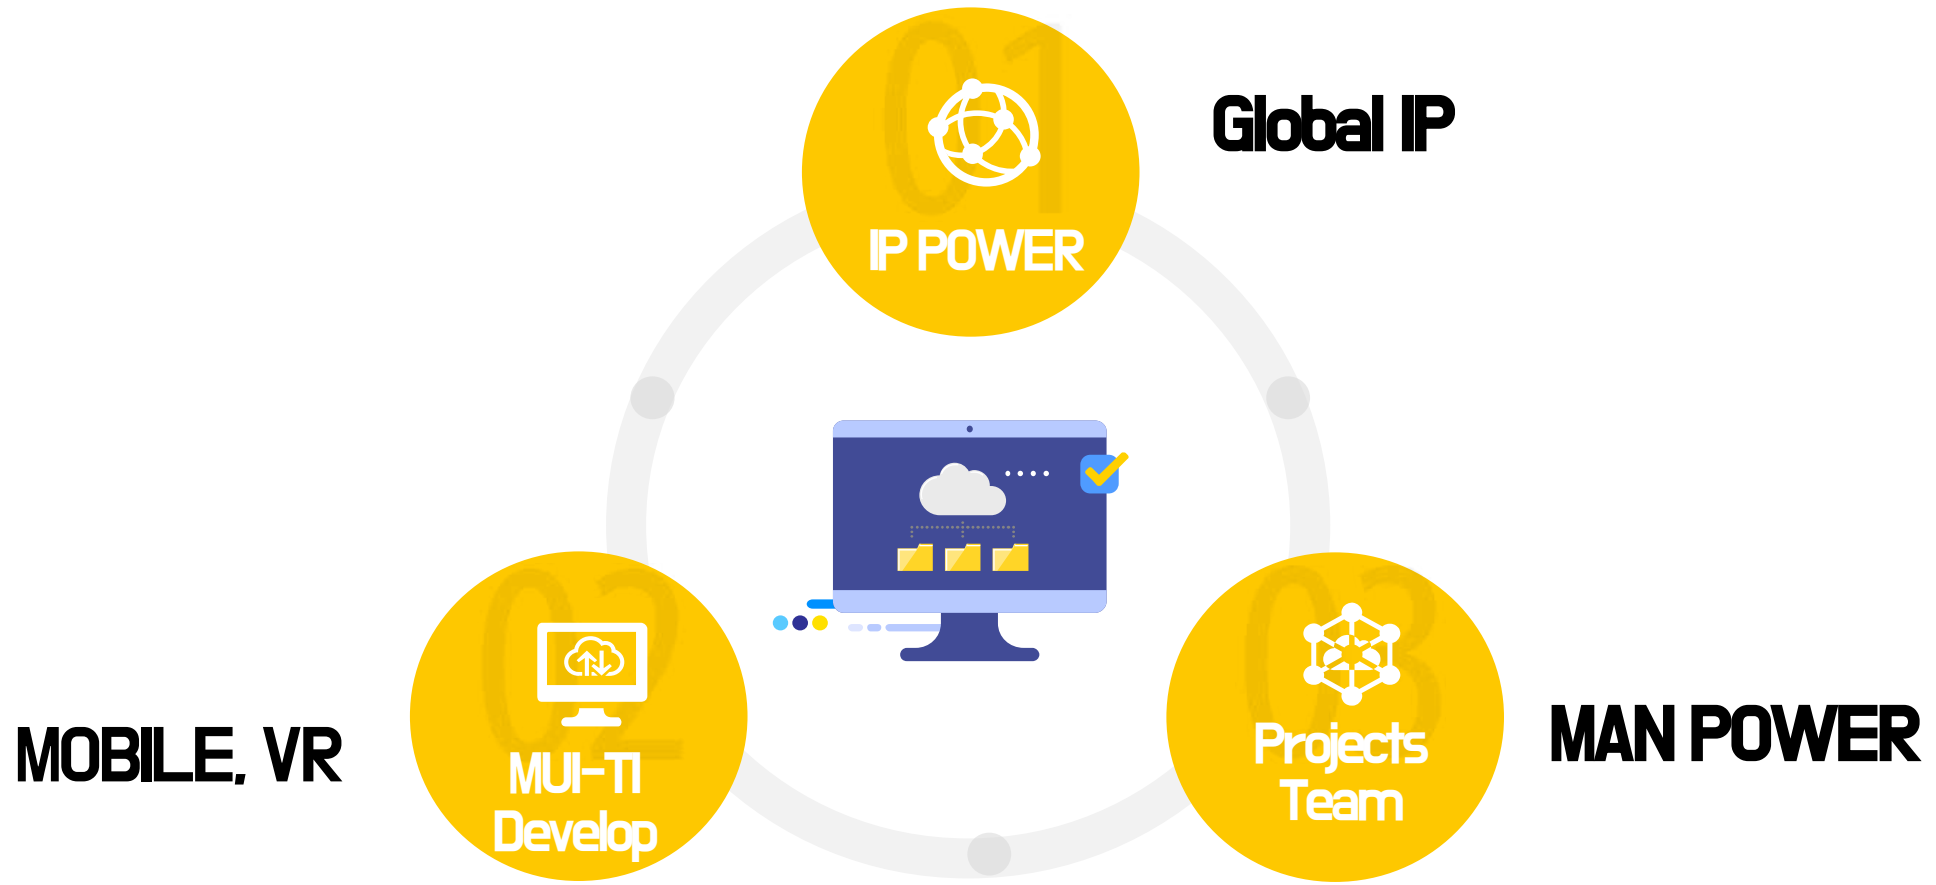 01
Global IP
IP POWER
02
MUI-TI
Develop
MOBILE, VR
03
Projects
Team
MAN POWER